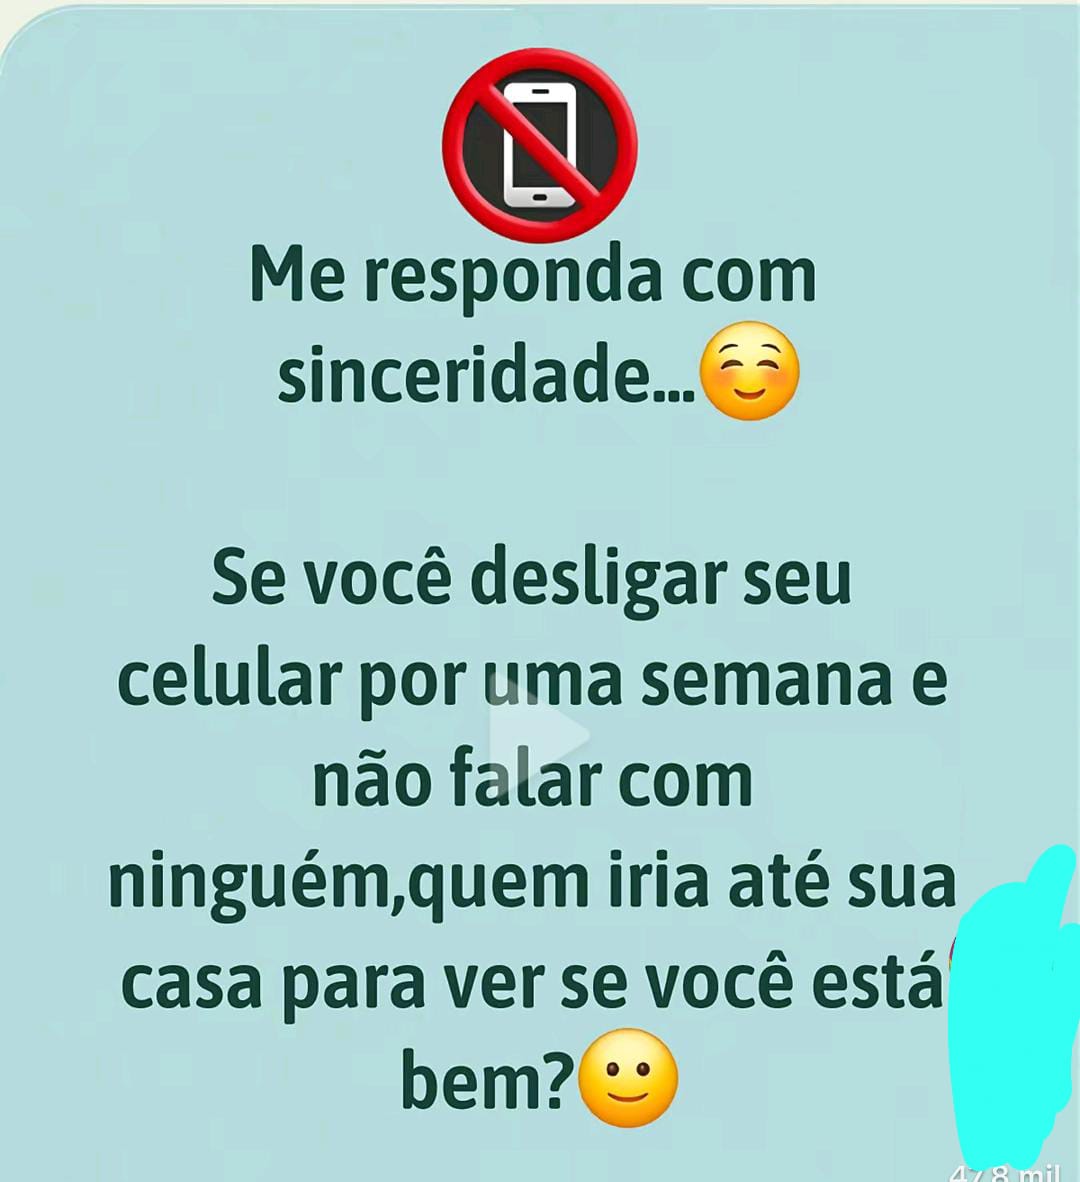 Me responda com
sinceridade...☺️
Se você desligar seu
celular por uma semana e
não falar com
ninguém,quem iria até sua
casa para ver se você está
bem?🙂
mil